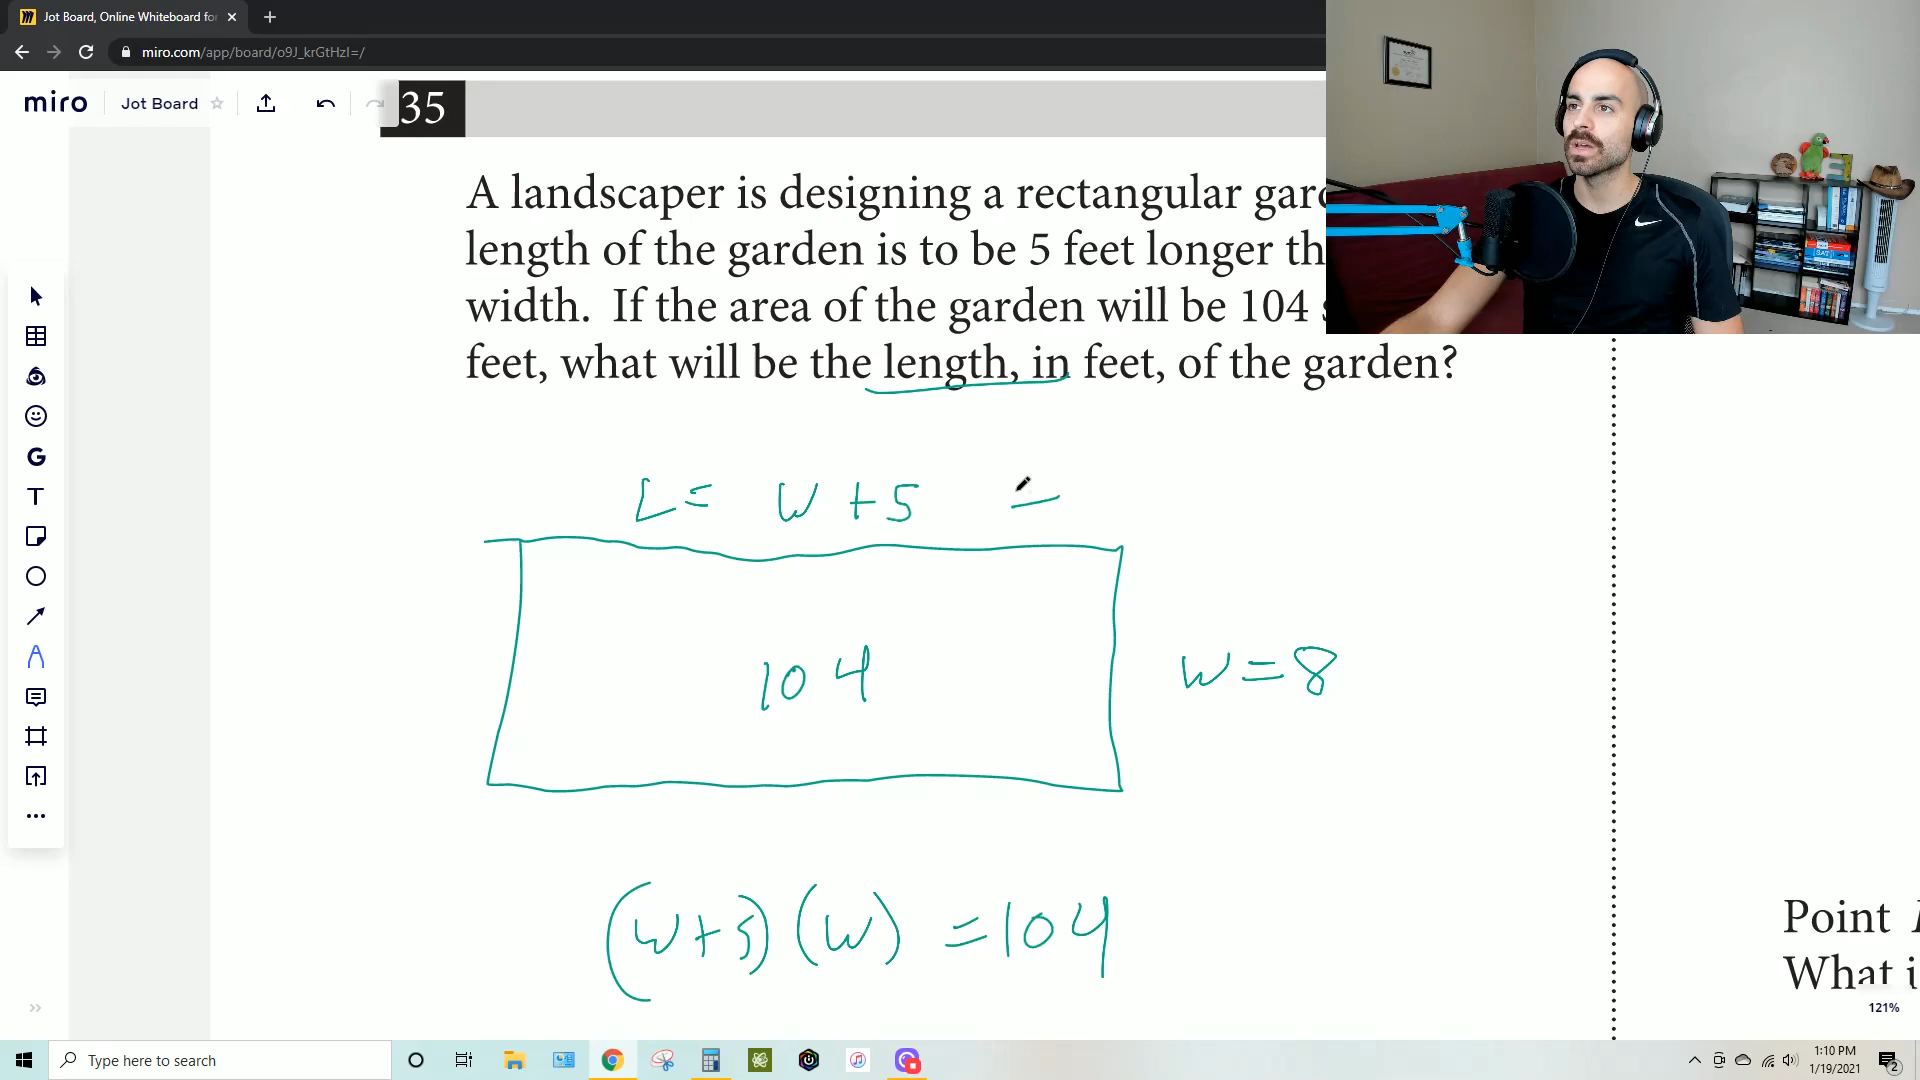 Jot Board, Online Whiteboard for
miro.com/app/board/o9J_krGtHzI=/
miro
Jot Board
35
A landscaper is designing a rectangular gard
length of the garden is to be 5 feet longer th
width. If the area of the garden will be 104 s
feet, what will be the length, in feet, of the garden?
L = W + 5 =
104
W = 8
(W+5) (W) = 104
Point
What i
121%
Type here to search
1:10 PM
1/19/2021
2
SAT